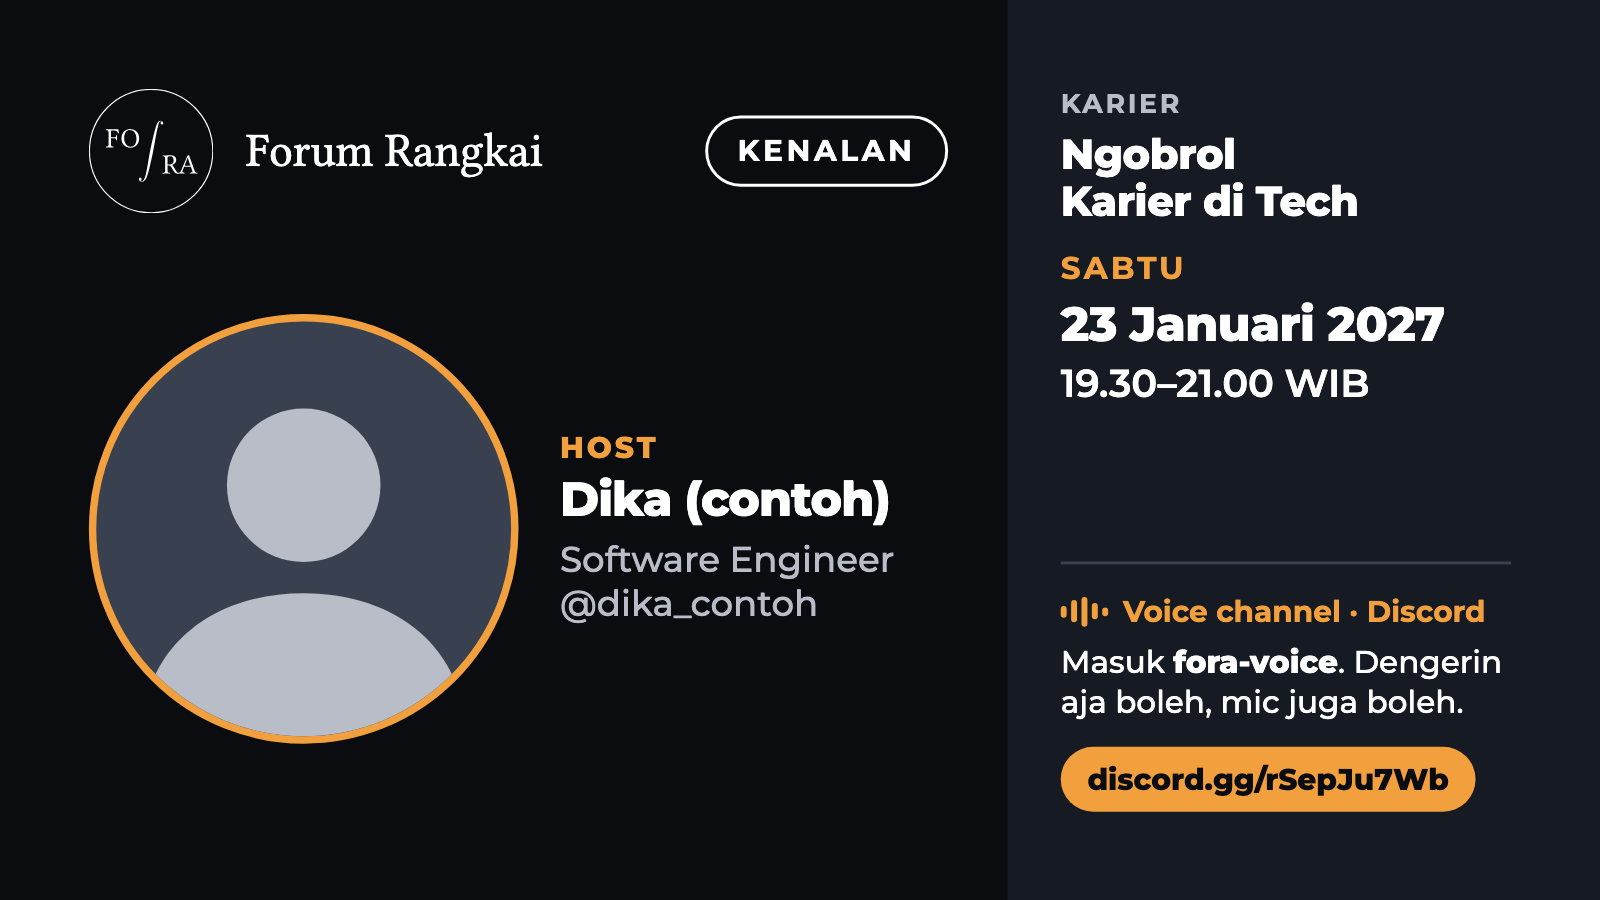 FO
RA
Forum Rangkai
KENALAN
HOST
Dika (contoh)
Software Engineer
@dika_contoh
KARIER
Ngobrol
Karier di Tech
SABTU
23 Januari 2027
19.30–21.00 WIB
Voice channel · Discord
Masuk fora-voice. Dengerin
aja boleh, mic juga boleh.
discord.gg/rSepJu7Wb